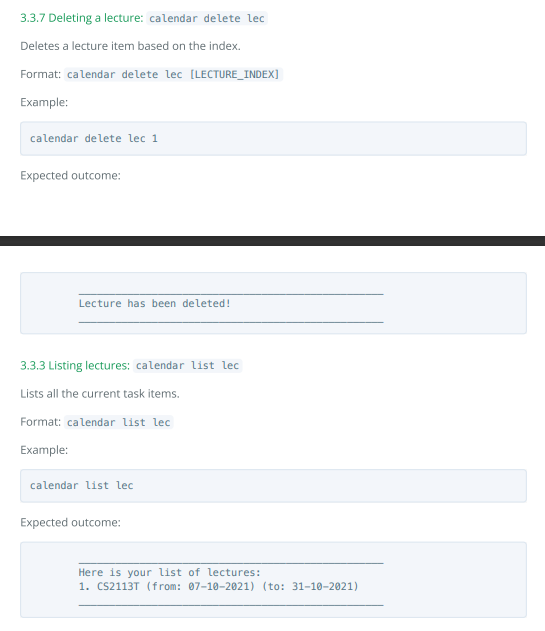 3.3.7 Deleting a lecture: calendar delete lec
Deletes a lecture item based on the index.
Format: calendar delete lec [LECTURE_INDEX]
Example:
calendar delete lec 1
Expected outcome:
Lecture has been deleted!
3.3.3 Listing lectures: calendar list lec
Lists all the current task items.
Format: calendar list lec
Example:
calendar list lec
Expected outcome:
Here is your list of lectures:
1. CS2113T (from: 07-10-2021) (to: 31-10-2021)